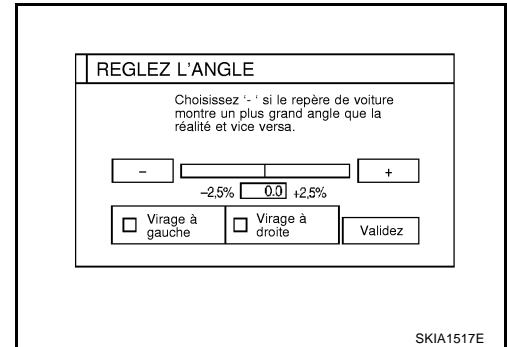 REGLEZ L'ANGLE
Choisissez '- ' si le repère de voiture
montre un plus grand angle que la
réalité et vice versa.
– +
–2,5% 0.0 +2,5%
Virage à gauche
Virage à droite
Validez
SKIA1517E